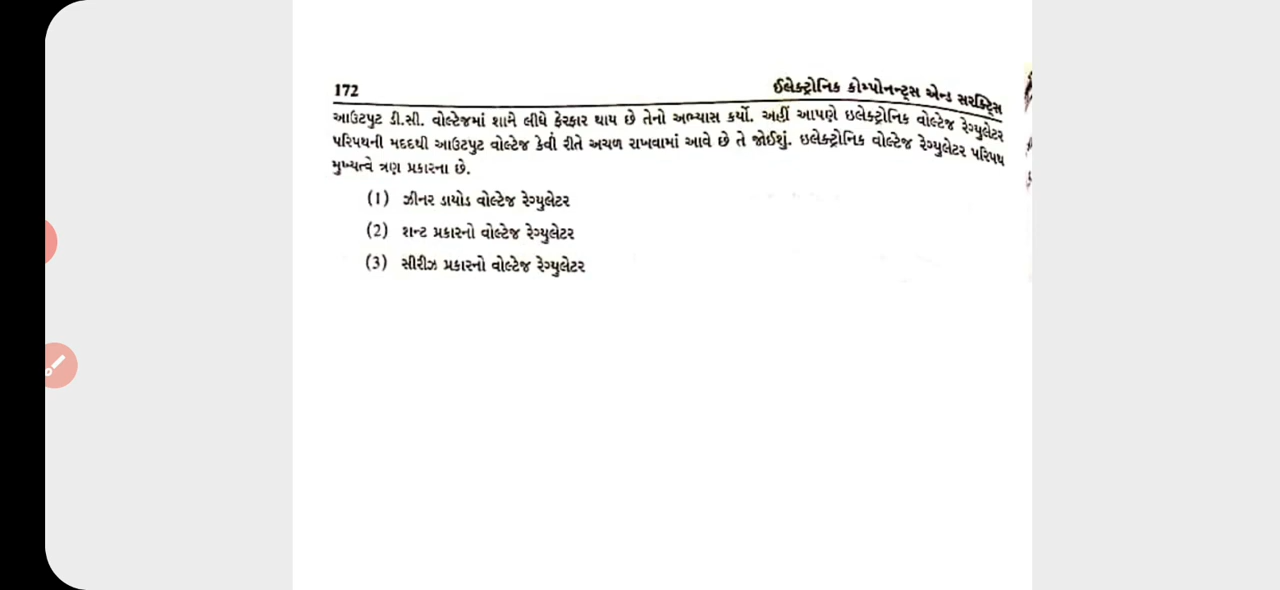 172
ઈલેક્ટ્રોનિક કોમ્પોનન્ટ્સ એન્ડ સરકિટ્સ
આઉટપુટ ડી.સી. વોલ્ટેજમાં શાને લીધે ફેરફાર થાય છે તેનો અભ્યાસ કર્યો. અહીં આપણે ઇલેક્ટ્રોનિક વોલ્ટેજ રેગ્યુલેટર
પરિપથની મદદથી આઉટપુટ વોલ્ટેજ કેવી રીતે અચળ રાખવામાં આવે છે તે જોઈશું. ઇલેક્ટ્રોનિક વોલ્ટેજ રેગ્યુલેટર પરિપથ
મુખ્યત્વે ત્રણ પ્રકારના છે.
(1) ઝીનર ડાયોડ વોલ્ટેજ રેગ્યુલેટર
(2) શન્ટ પ્રકારનો વોલ્ટેજ રેગ્યુલેટર
(3) સીરીઝ પ્રકારનો વોલ્ટેજ રેગ્યુલેટર